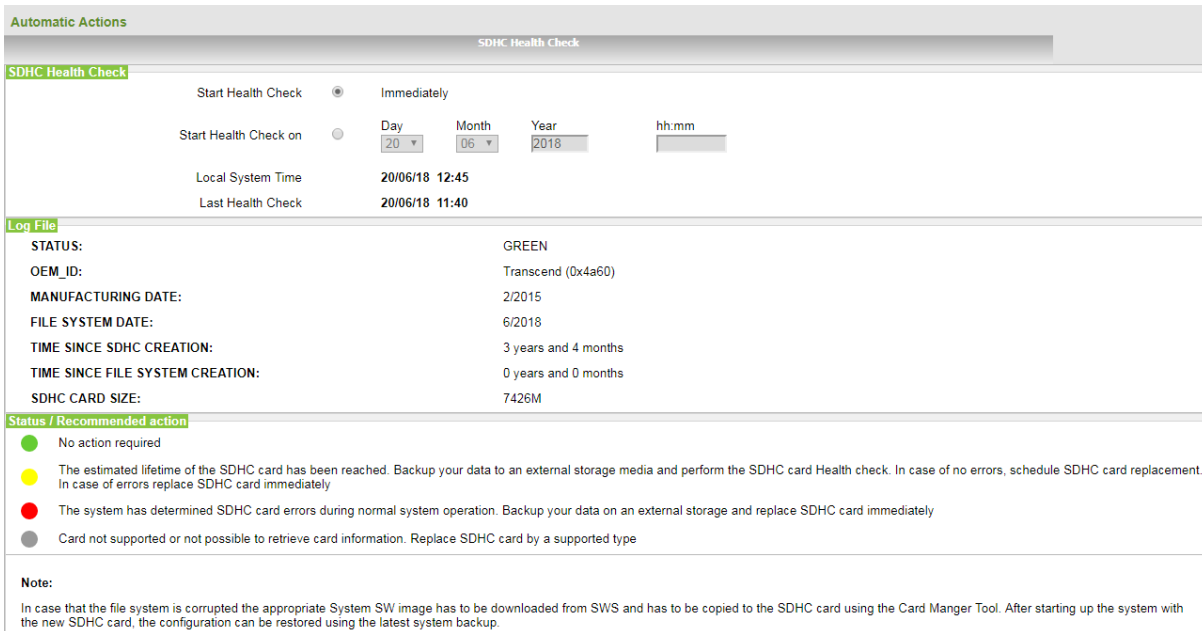 Automatic Actions
SDHC Health Check
SDHC Health Check
Start Health Check Immediately
Day Month Year hh:mm
Start Health Check on 20 06 2018
Local System Time 20/06/18 12:45
Last Health Check 20/06/18 11:40
Log File
STATUS: GREEN
OEM_ID: Transcend (0x4a60)
MANUFACTURING DATE: 2/2015
FILE SYSTEM DATE: 6/2018
TIME SINCE SDHC CREATION: 3 years and 4 months
TIME SINCE FILE SYSTEM CREATION: 0 years and 0 months
SDHC CARD SIZE: 7426M
Status / Recommended action
No action required
The estimated lifetime of the SDHC card has been reached. Backup your data to an external storage media and perform the SDHC card Health check. In case of no errors, schedule SDHC card replacement.
In case of errors replace SDHC card immediately
The system has determined SDHC card errors during normal system operation. Backup your data on an external storage and replace SDHC card immediately
Card not supported or not possible to retrieve card information. Replace SDHC card by a supported type
Note:
In case that the file system is corrupted the appropriate System SW image has to be downloaded from SWS and has to be copied to the SDHC card using the Card Manger Tool. After starting up the system with
the new SDHC card, the configuration can be restored using the latest system backup.